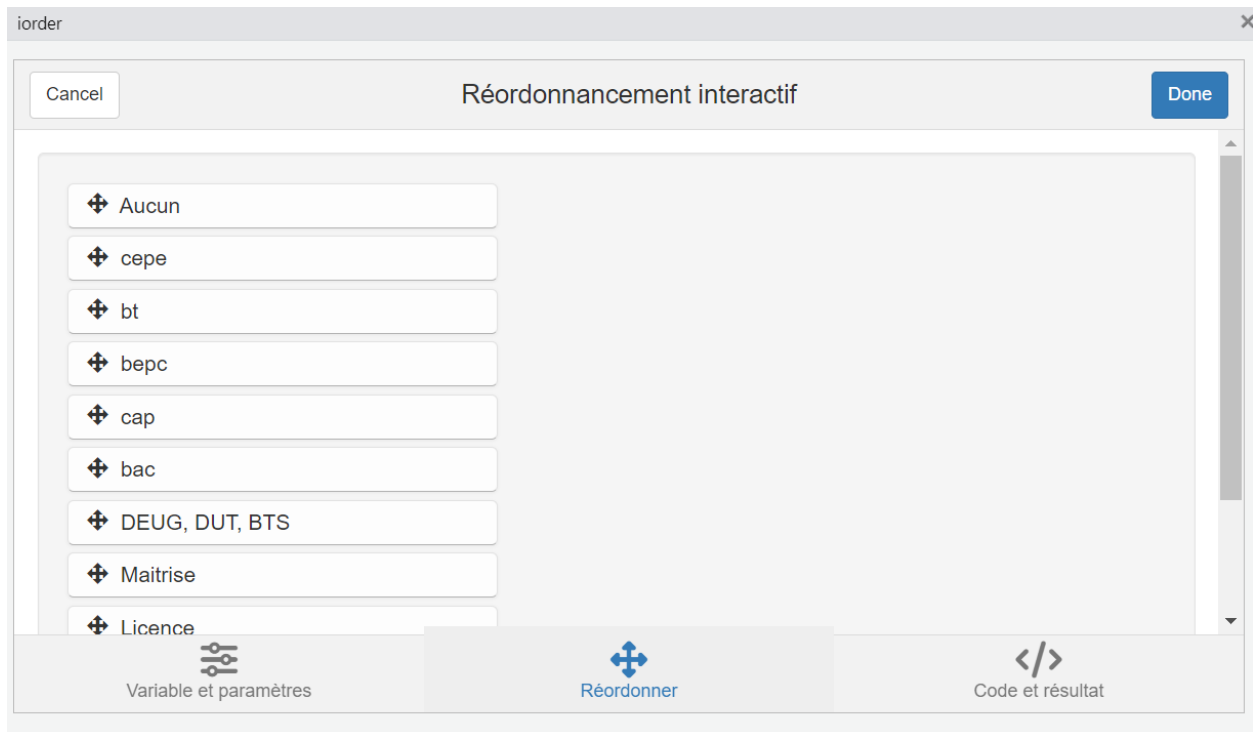 iorder
Cancel
Réordonnancement interactif
Done
Aucun
cepe
bt
bepc
cap
bac
DEUG, DUT, BTS
Maitrise
Licence
Variable et paramètres
Réordonner
Code et résultat